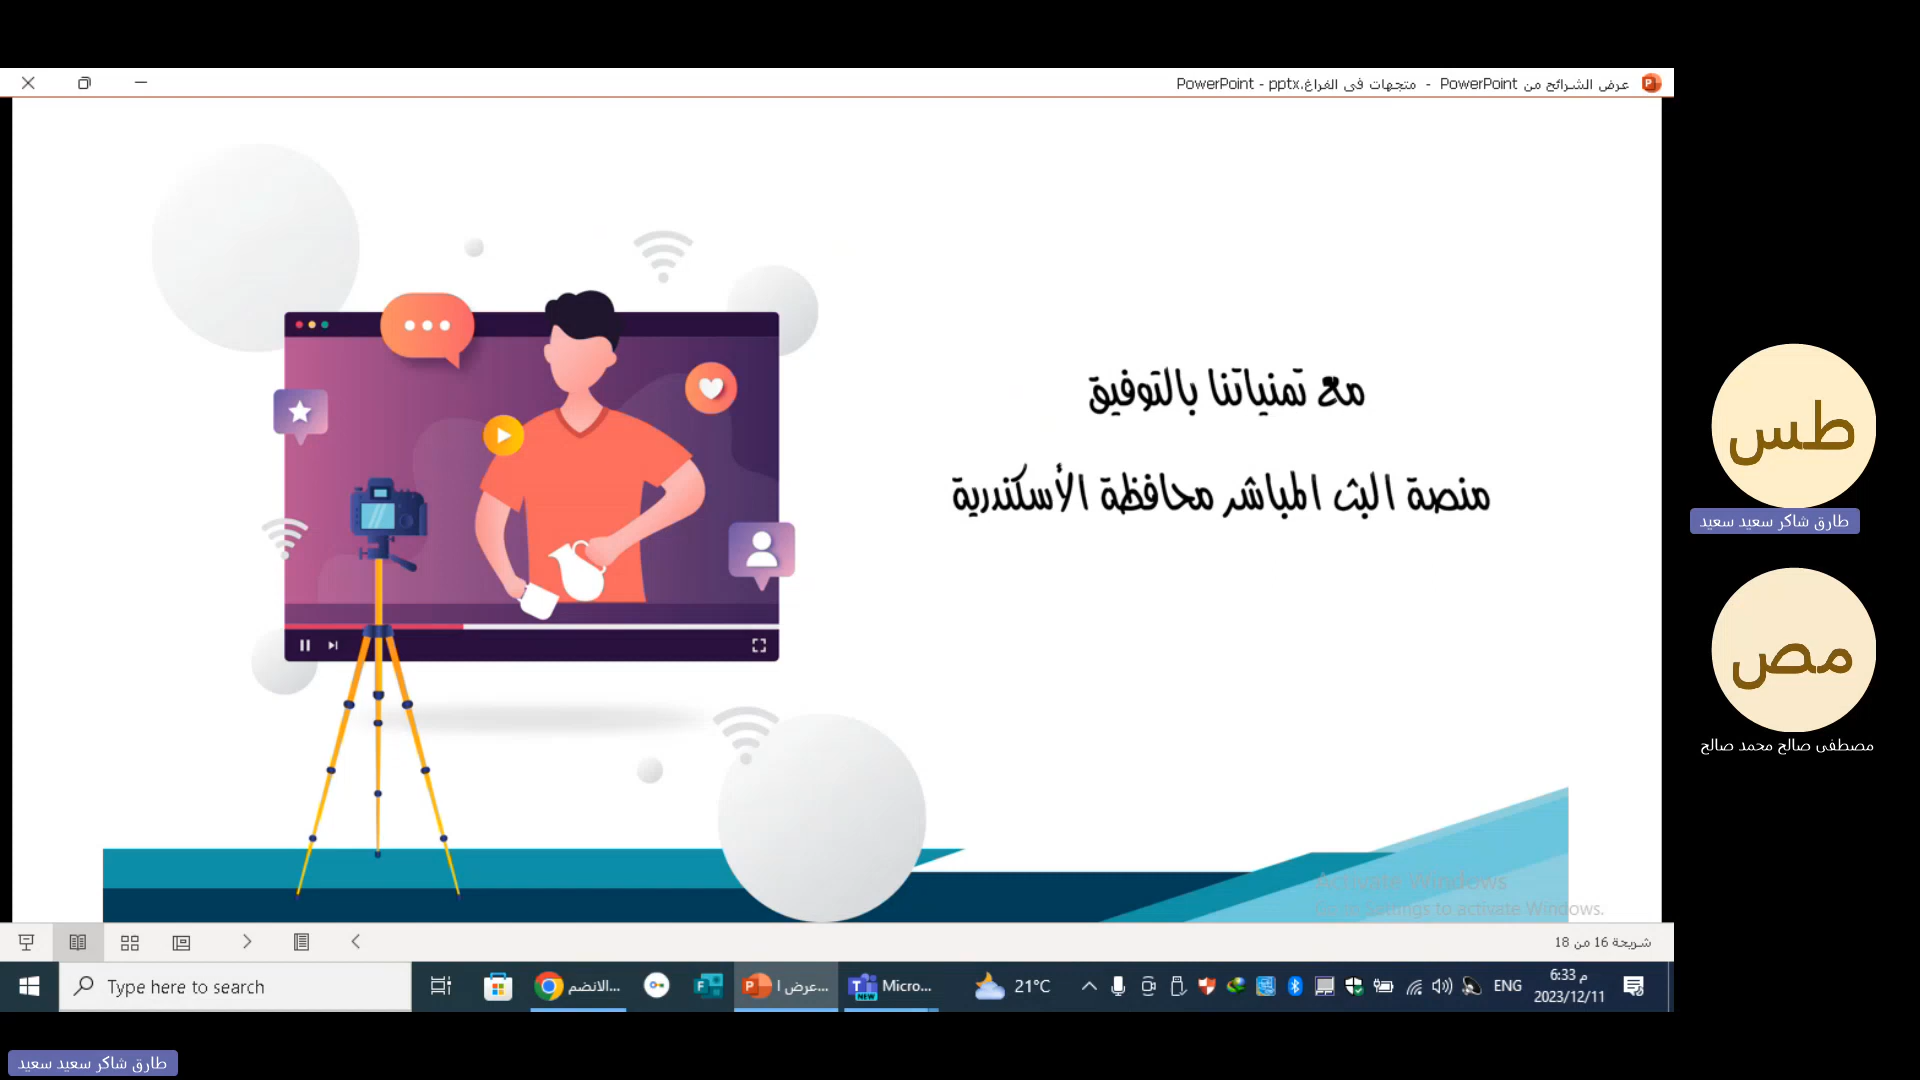 عرض الشرائح من PowerPoint - متجهات فى الفراغ.PowerPoint - pptx
مع تمنياتنا بالتوفيق
منصة البث المباشر محافظة الأسكندرية
طس
طارق شاكر سعيد سعيد
مص
مصطفى صالح محمد صالح
Activate Windows
Go to Settings to activate Windows.
شريحة 16 من 18
Type here to search
الانضم...
عرض ا...
Micro...
NEW
21°C
ENG
6:33 م
2023/12/11
طارق شاكر سعيد سعيد